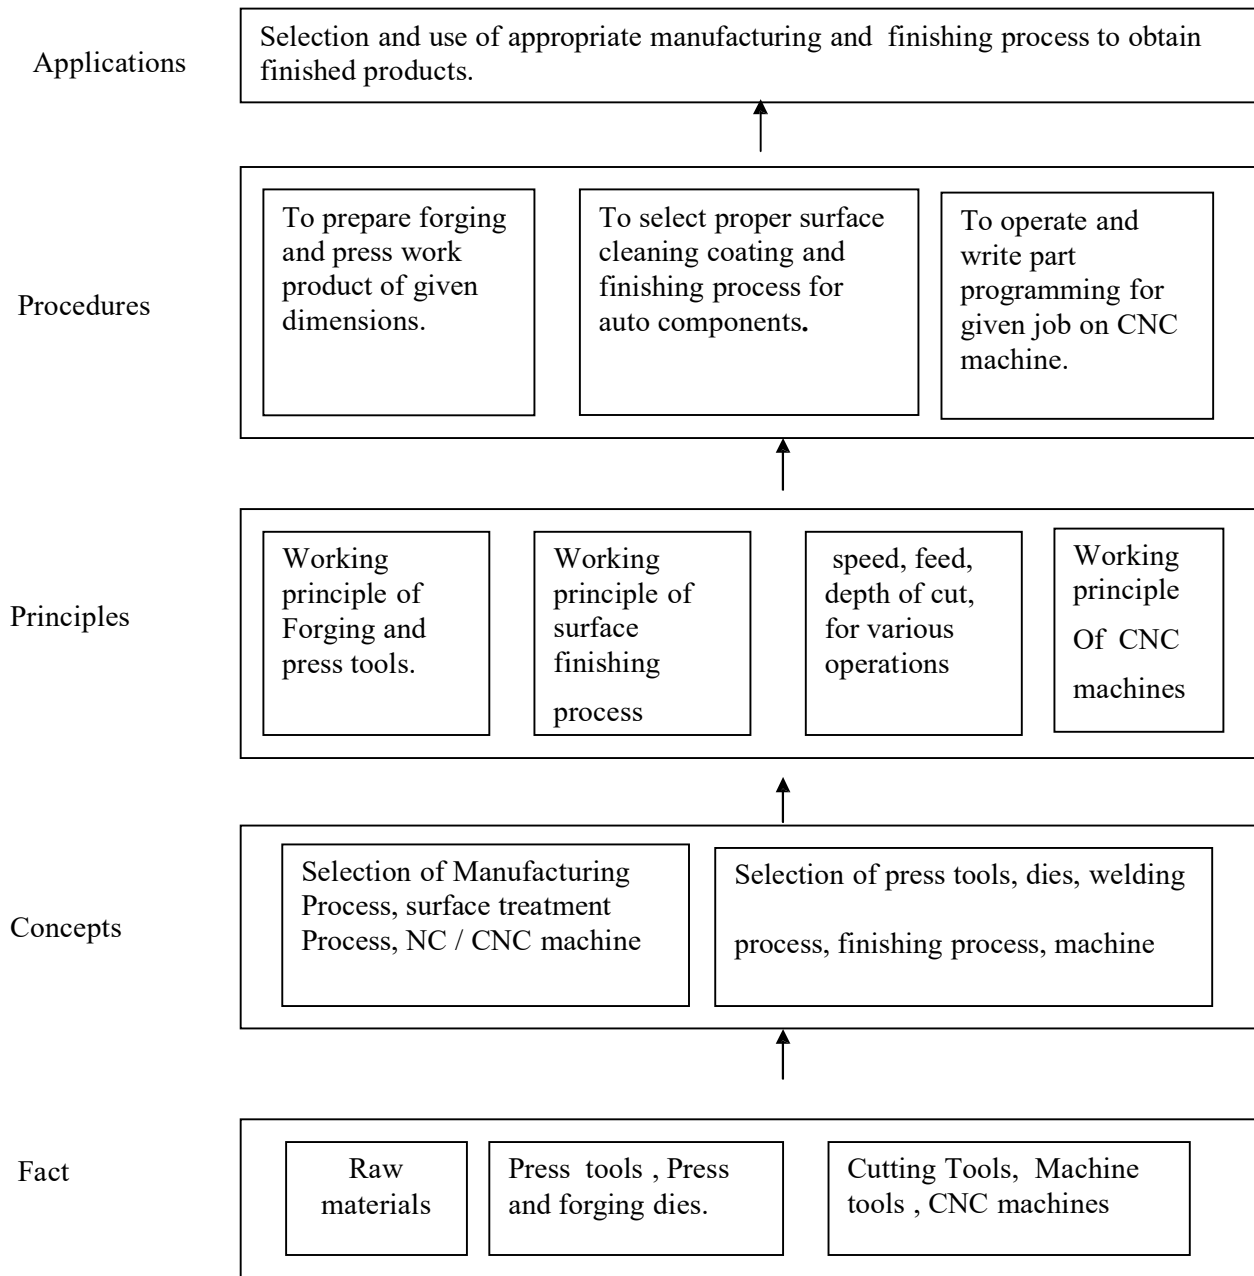 Applications
Selection and use of appropriate manufacturing and  finishing process to obtain
finished products.
Procedures
To prepare forging
and press work
product of given
dimensions.
To select proper surface
cleaning coating and
finishing process for
auto components.
To operate and
write part
programming for
given job on CNC
machine.
Principles
Working
principle of
Forging and
press tools.
Working
principle of
surface
finishing
process
speed, feed,
depth of cut,
for various
operations
Working
principle
Of  CNC
machines
Concepts
Selection of Manufacturing
Process, surface treatment
Process, NC / CNC machine
Selection of press tools, dies, welding
process, finishing process, machine
Fact
Raw
materials
Press  tools , Press
and forging dies.
Cutting Tools,  Machine
tools , CNC machines